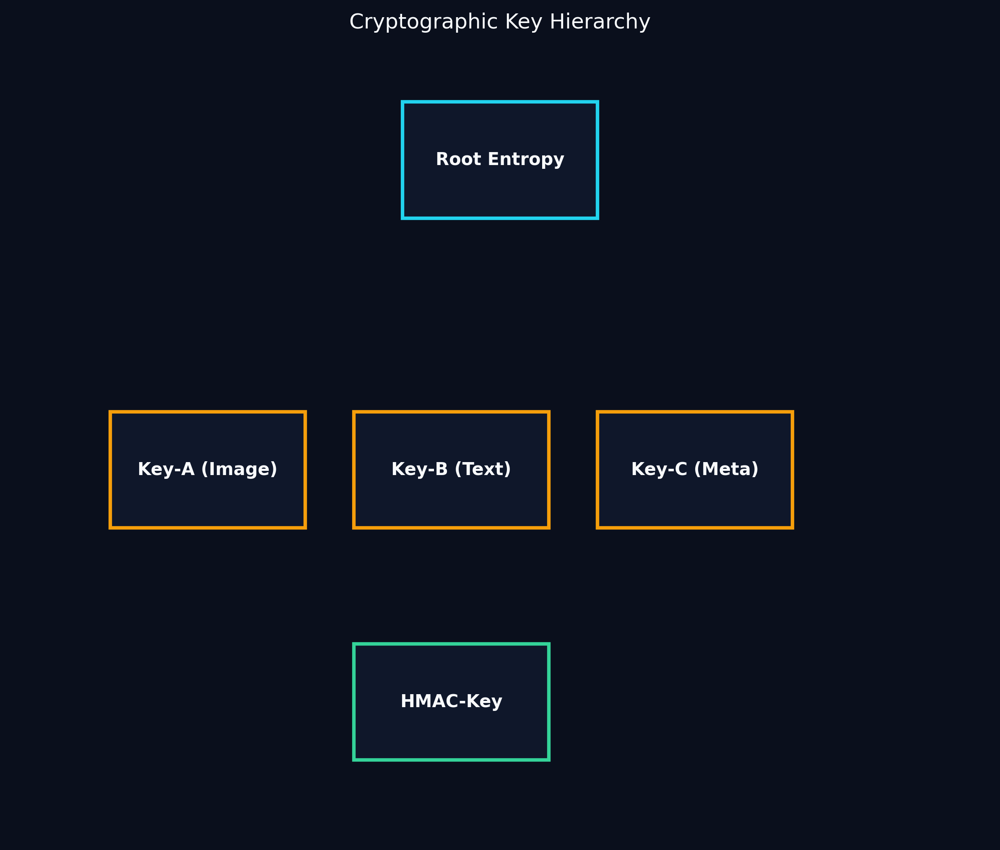 Cryptographic Key Hierarchy
Root Entropy
Key-A (Image)
Key-B (Text)
Key-C (Meta)
HMAC-Key